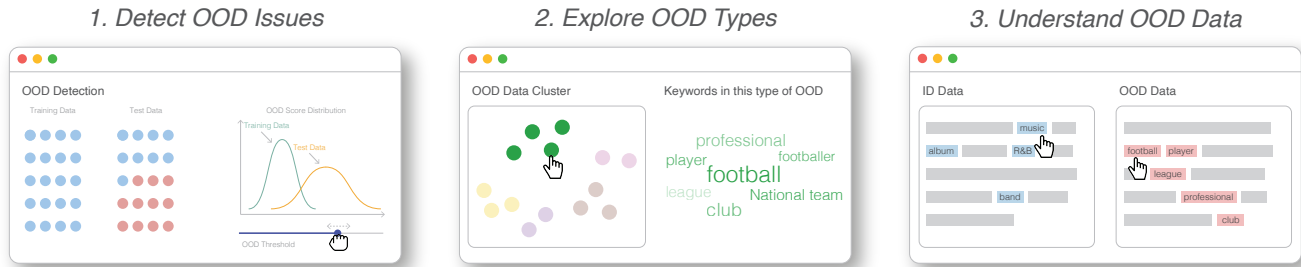 1. Detect OOD Issues
OOD Detection
Training Data
Test Data
OOD Score Distribution
Training Data
Test Data
OOD Threshold
2. Explore OOD Types
OOD Data Cluster
Keywords in this type of OOD
professional
player
footballer
football
league
National team
club
3. Understand OOD Data
ID Data
music
album
R&B
band
OOD Data
football player
league
professional
club